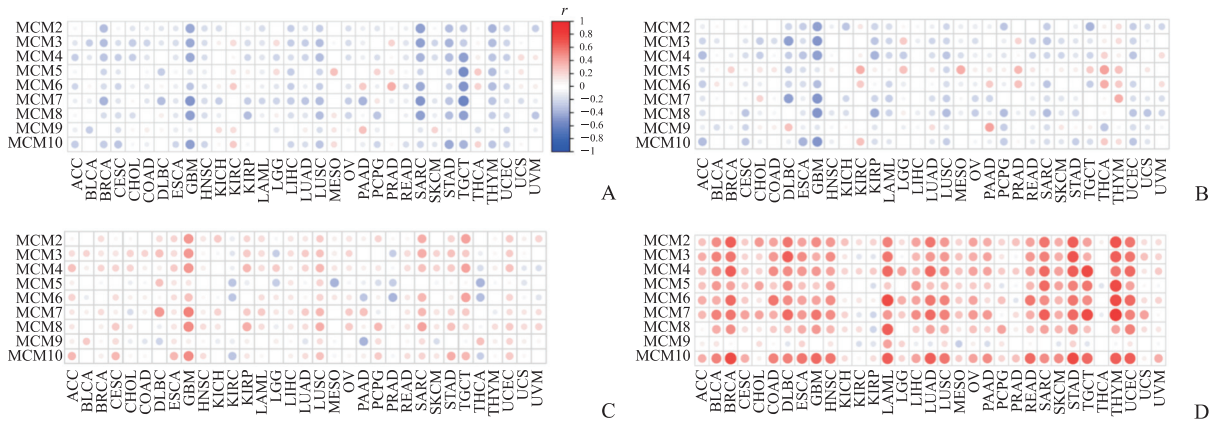 MCM2
MCM3
MCM4
MCM5
MCM6
MCM7
MCM8
MCM9
MCM10
ACC BLCA BRCA CESC CHOL COAD DLBC ESCA GBM HNSC KICH KIRC KIRP LAML LGG LIHC LUAD LUSC MESO OV PAAD PCPG PRAD READ SARC SKCM STAD TGCT THCA THYM UCEC UCS UVM
r
1
0.8
0.6
0.4
0.2
0
−0.2
−0.4
−0.6
−0.8
−1
A
MCM2
MCM3
MCM4
MCM5
MCM6
MCM7
MCM8
MCM9
MCM10
ACC BLCA BRCA CESC CHOL COAD DLBC ESCA GBM HNSC KICH KIRC KIRP LAML LGG LIHC LUAD LUSC MESO OV PAAD PCPG PRAD READ SARC SKCM STAD TGCT THCA THYM UCEC UCS UVM
B
MCM2
MCM3
MCM4
MCM5
MCM6
MCM7
MCM8
MCM9
MCM10
ACC BLCA BRCA CESC CHOL COAD DLBC ESCA GBM HNSC KICH KIRC KIRP LAML LGG LIHC LUAD LUSC MESO OV PAAD PCPG PRAD READ SARC SKCM STAD TGCT THCA THYM UCEC UCS UVM
C
MCM2
MCM3
MCM4
MCM5
MCM6
MCM7
MCM8
MCM9
MCM10
ACC BLCA BRCA CESC CHOL COAD DLBC ESCA GBM HNSC KICH KIRC KIRP LAML LGG LIHC LUAD LUSC MESO OV PAAD PCPG PRAD READ SARC SKCM STAD TGCT THCA THYM UCEC UCS UVM
D